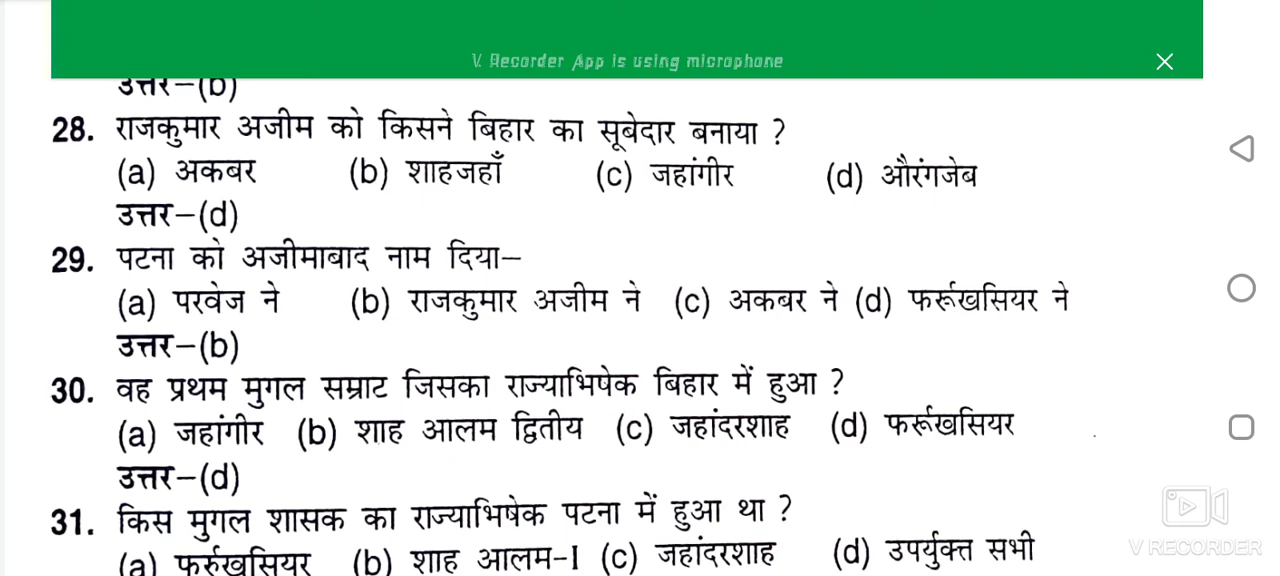 V. Recorder App is using microphone
उत्तर–(b)
28. राजकुमार अजीम को किसने बिहार का सूबेदार बनाया ?
(a) अकबर (b) शाहजहाँ (c) जहांगीर (d) औरंगजेब
उत्तर–(d)
29. पटना को अजीमाबाद नाम दिया–
(a) परवेज ने (b) राजकुमार अजीम ने (c) अकबर ने (d) फर्रूखसियर ने
उत्तर–(b)
30. वह प्रथम मुगल सम्राट जिसका राज्याभिषेक बिहार में हुआ ?
(a) जहांगीर (b) शाह आलम द्वितीय (c) जहांदरशाह (d) फर्रूखसियर
उत्तर–(d)
31. किस मुगल शासक का राज्याभिषेक पटना में हुआ था ?
(a) फर्रुखसियर (b) शाह आलम-I (c) जहांदरशाह (d) उपर्युक्त सभी
V RECORDER